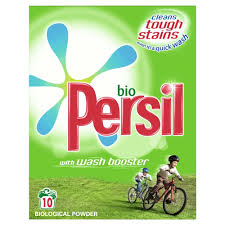 cleans
tough
stains
even in a quick wash
bio
Persil
with wash booster
10
BIOLOGICAL POWDER